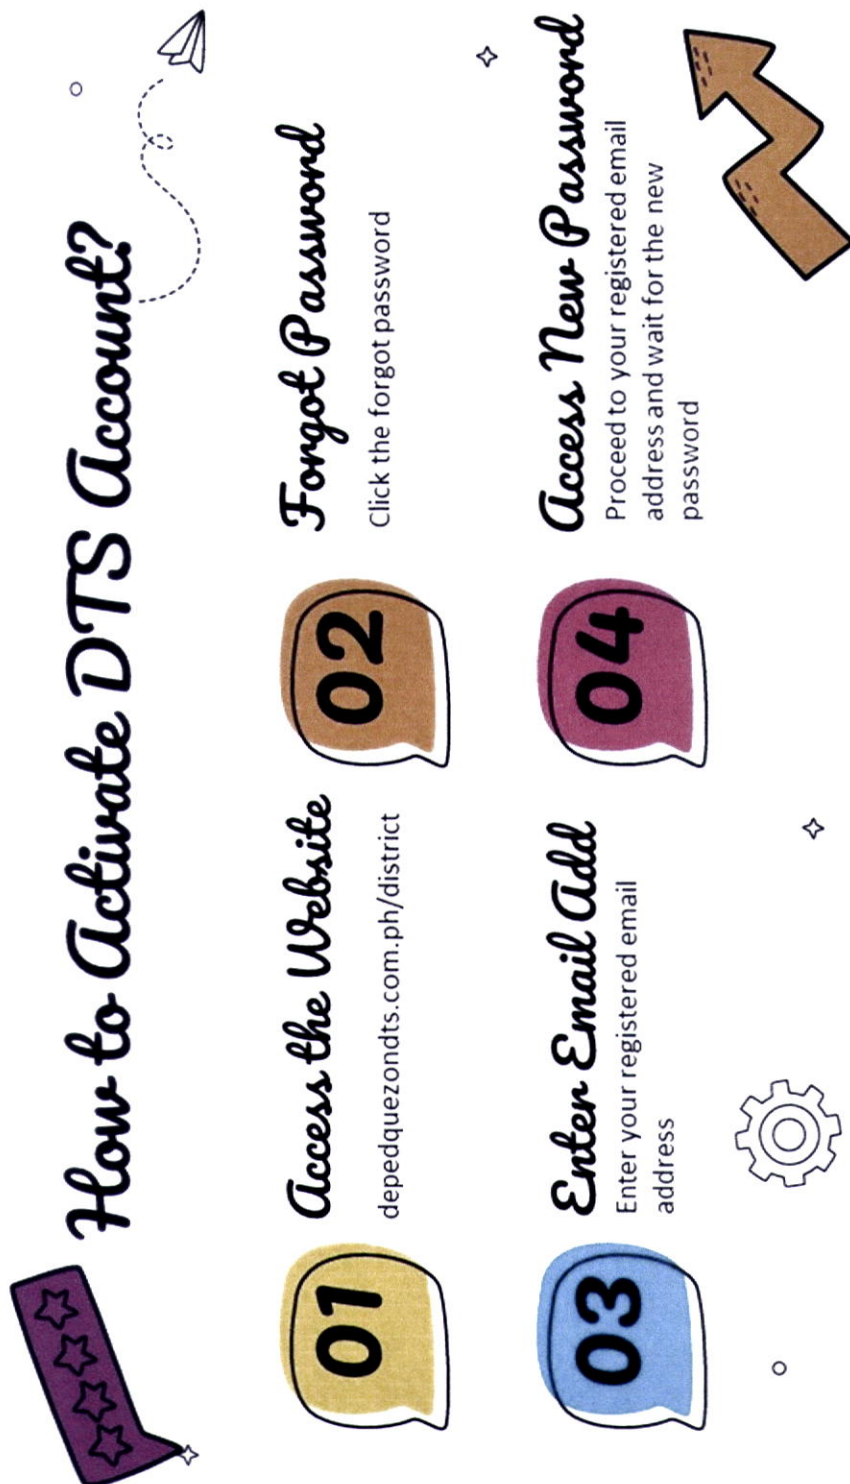 How to Activate DTS Account?
01
Access the Website
depedquezondts.com.ph/district
02
Forgot Password
Click the forgot password
03
Enter Email Add
Enter your registered email
address
04
Access New Password
Proceed to your registered email
address and wait for the new
password